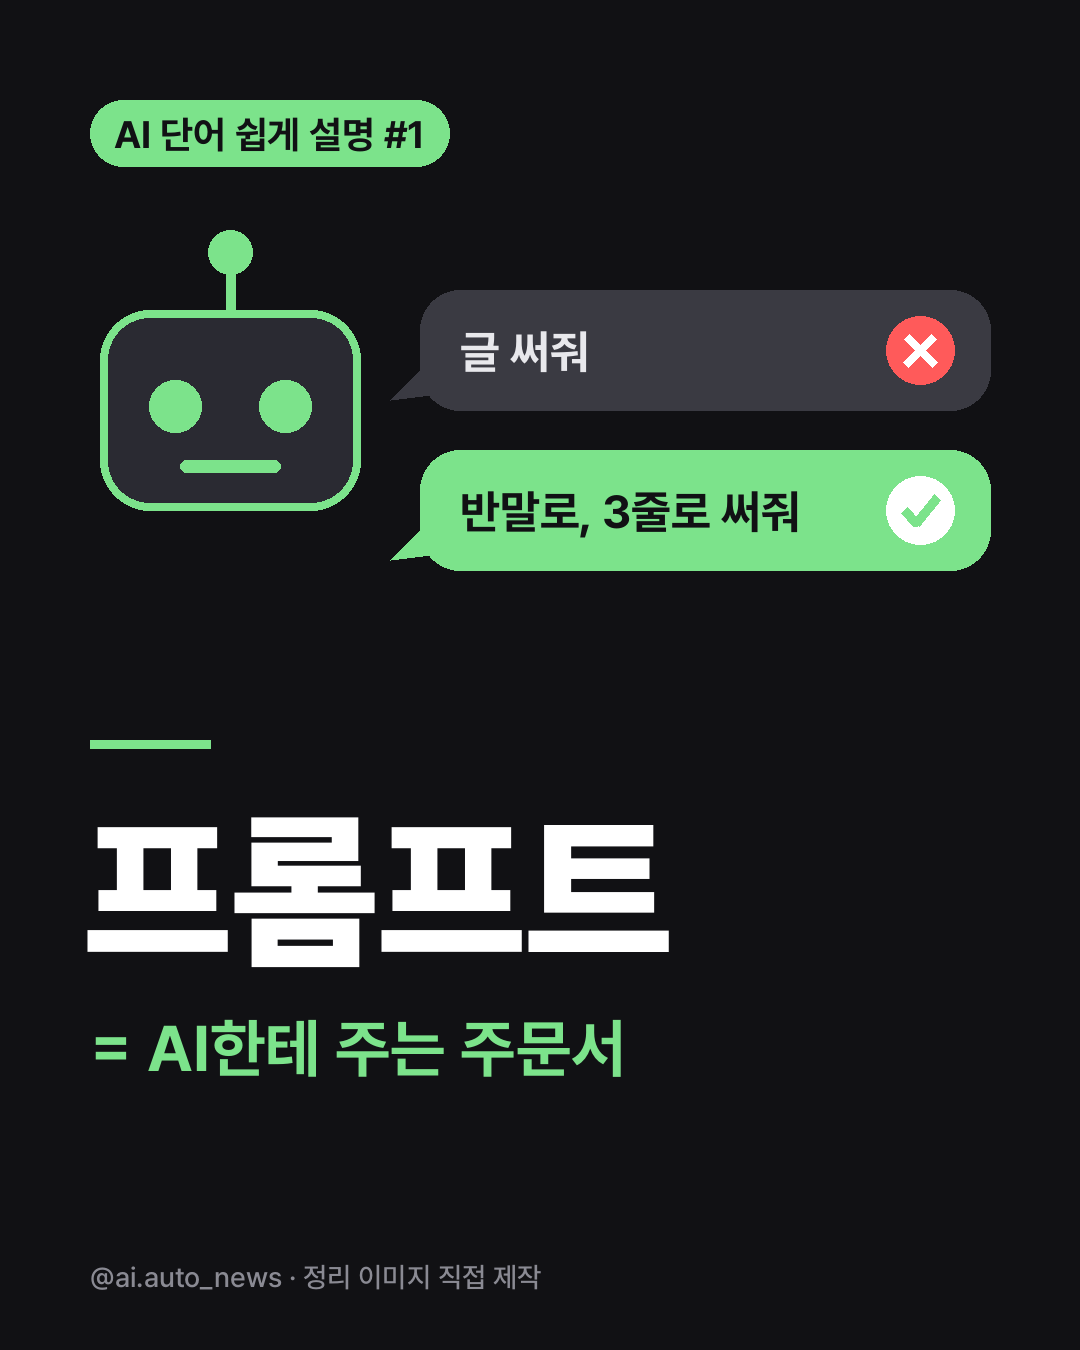 AI 단어 쉽게 설명 #1
글 써줘
반말로, 3줄로 써줘
프롬프트
= AI한테 주는 주문서
@ai.auto_news · 정리 이미지 직접 제작